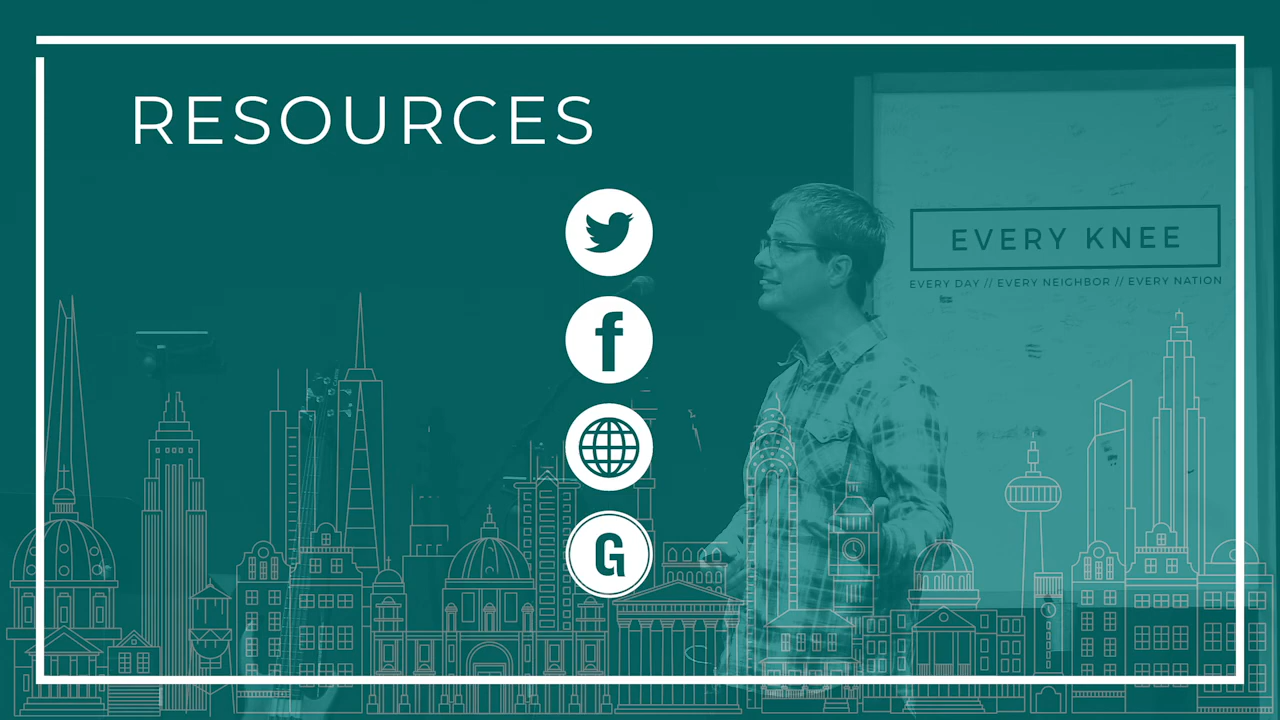 RESOURCES
EVERY KNEE
EVERY DAY // EVERY NEIGHBOR // EVERY NATION
f
G